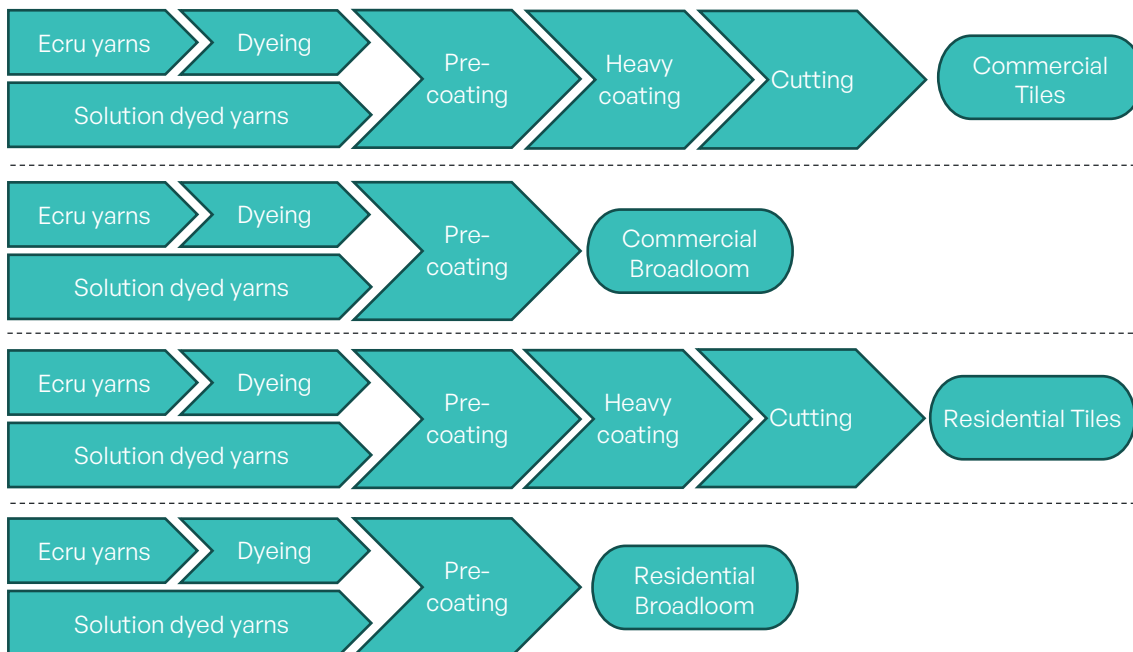 Ecru yarns
Dyeing
Solution dyed yarns
Pre-
coating
Heavy
coating
Cutting
Commercial
Tiles
Ecru yarns
Dyeing
Solution dyed yarns
Pre-
coating
Commercial
Broadloom
Ecru yarns
Dyeing
Solution dyed yarns
Pre-
coating
Heavy
coating
Cutting
Residential Tiles
Ecru yarns
Dyeing
Solution dyed yarns
Pre-
coating
Residential
Broadloom